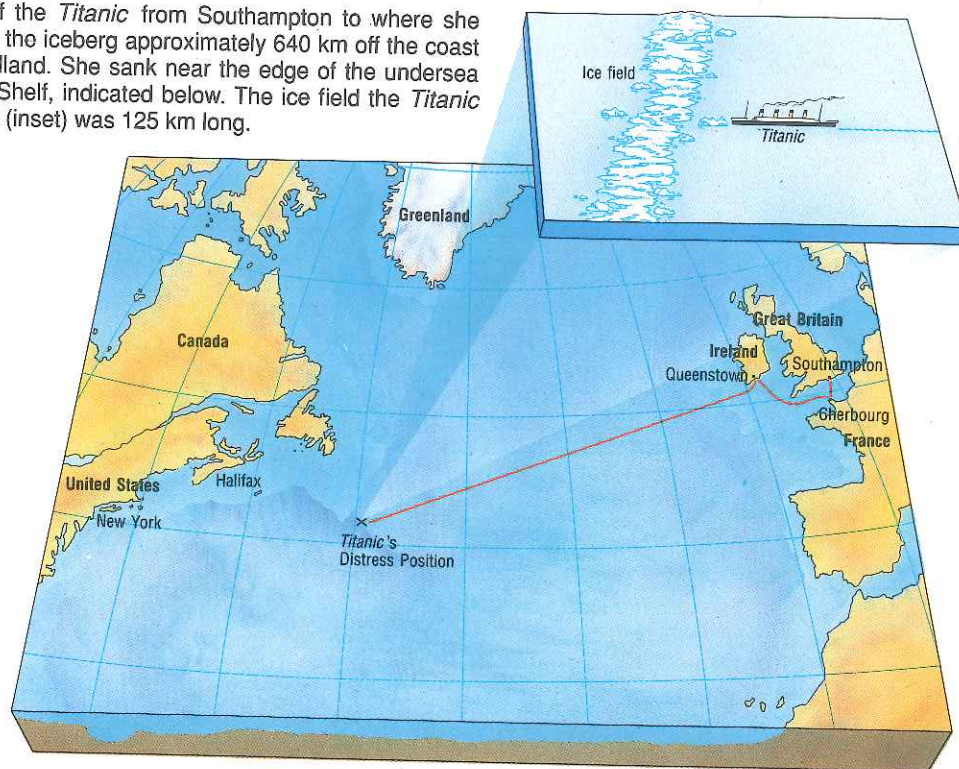 f the Titanic from Southampton to where she
the iceberg approximately 640 km off the coast
dland. She sank near the edge of the undersea
Shelf, indicated below. The ice field the Titanic
(inset) was 125 km long.
Ice field
Titanic
Greenland
Canada
Great Britain
Ireland
Southampton
Queenstown
Cherbourg
France
United States
Halifax
New York
Titanic's
Distress Position